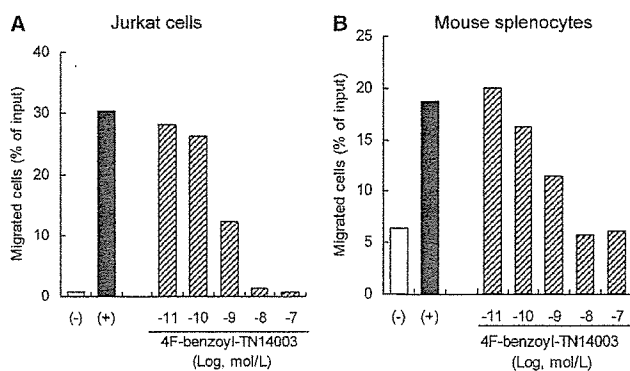 A
Jurkat cells
Migrated cells (% of input)
40
30
20
10
0
(-) (+) -11 -10 -9 -8 -7
4F-benzoyl-TN14003
(Log, mol/L)
B
Mouse splenocytes
Migrated cells (% of input)
25
20
15
10
5
0
(-) (+) -11 -10 -9 -8 -7
4F-benzoyl-TN14003
(Log, mol/L)